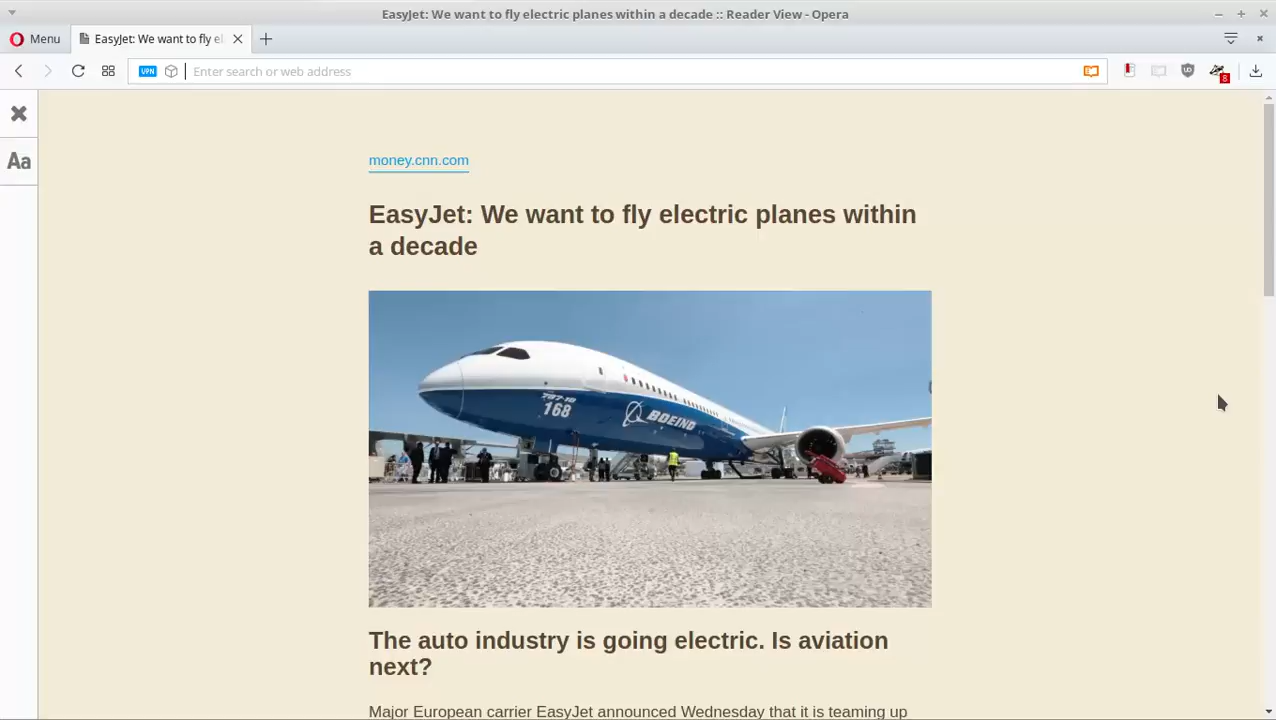 EasyJet: We want to fly electric planes within a decade :: Reader View - Opera
Menu
EasyJet: We want to fly el
VPN
Enter search or web address
8
Aa
money.cnn.com
EasyJet: We want to fly electric planes within
a decade
787-10
168
BOEING
The auto industry is going electric. Is aviation
next?
Major European carrier EasyJet announced Wednesday that it is teaming up